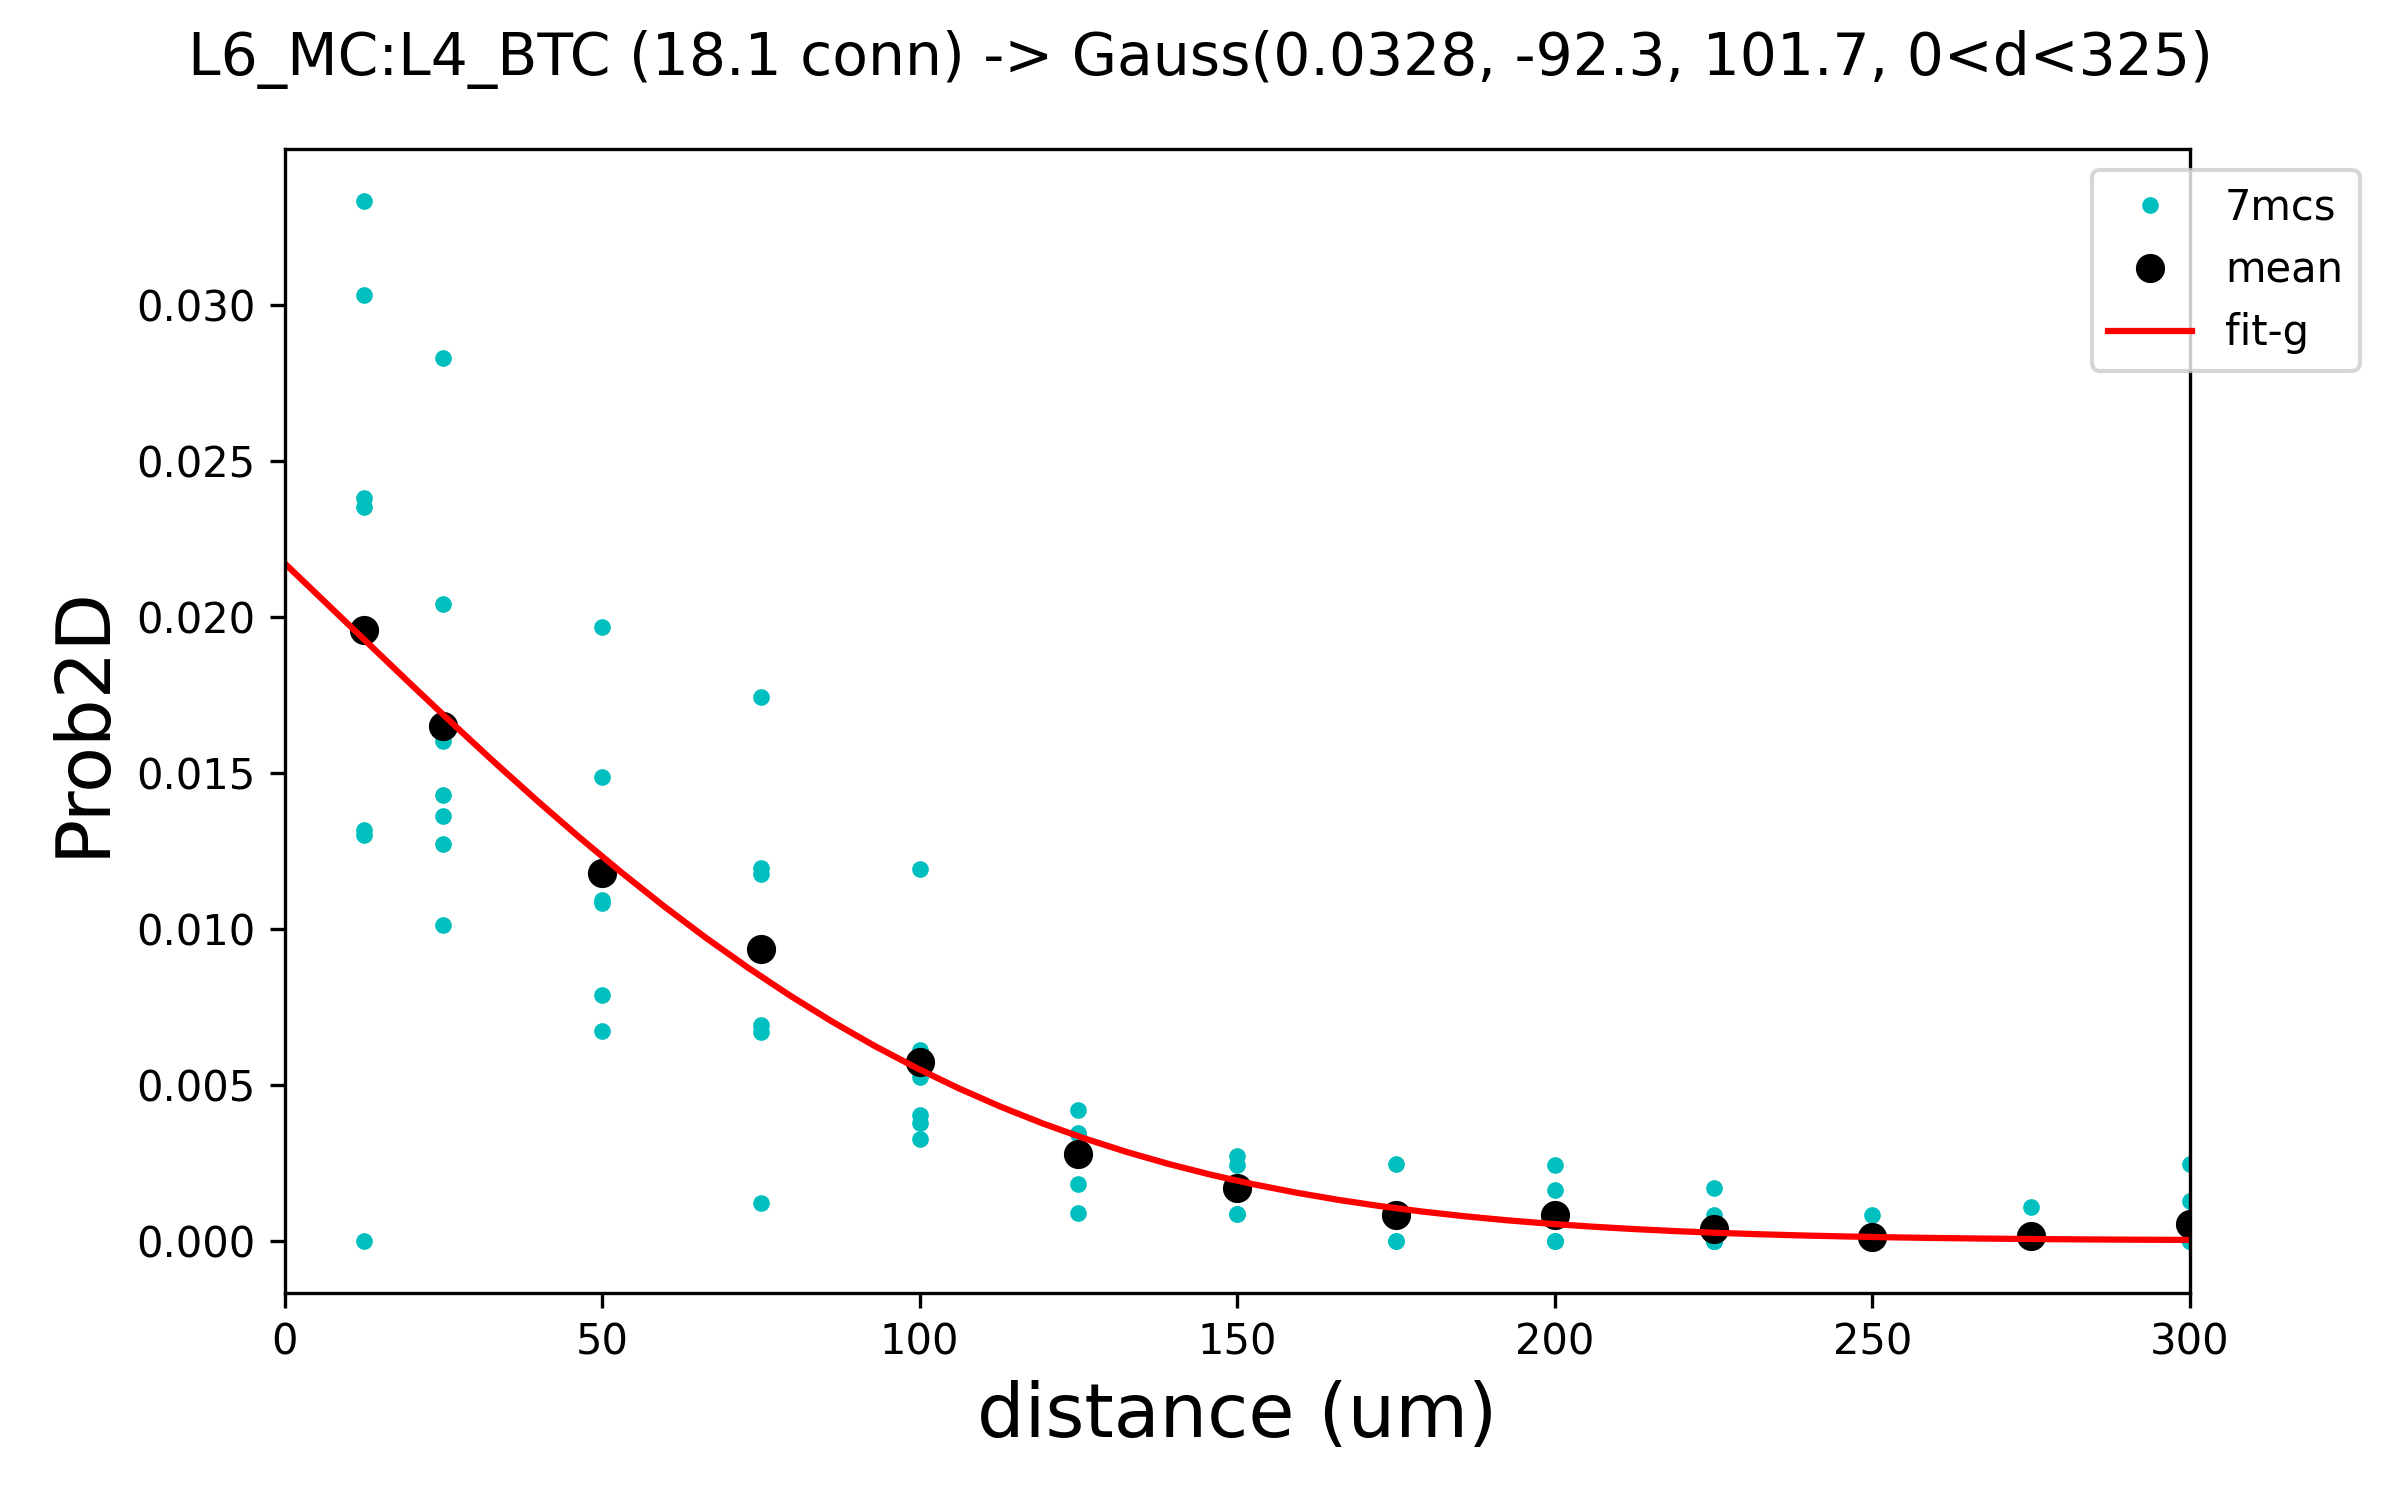 L6_MC:L4_BTC (18.1 conn) -> Gauss(0.0328, -92.3, 101.7, 0<d<325)
7mcs
mean
fit-g
Prob2D
0.030
0.025
0.020
0.015
0.010
0.005
0.000
0 50 100 150 200 250 300
distance (um)